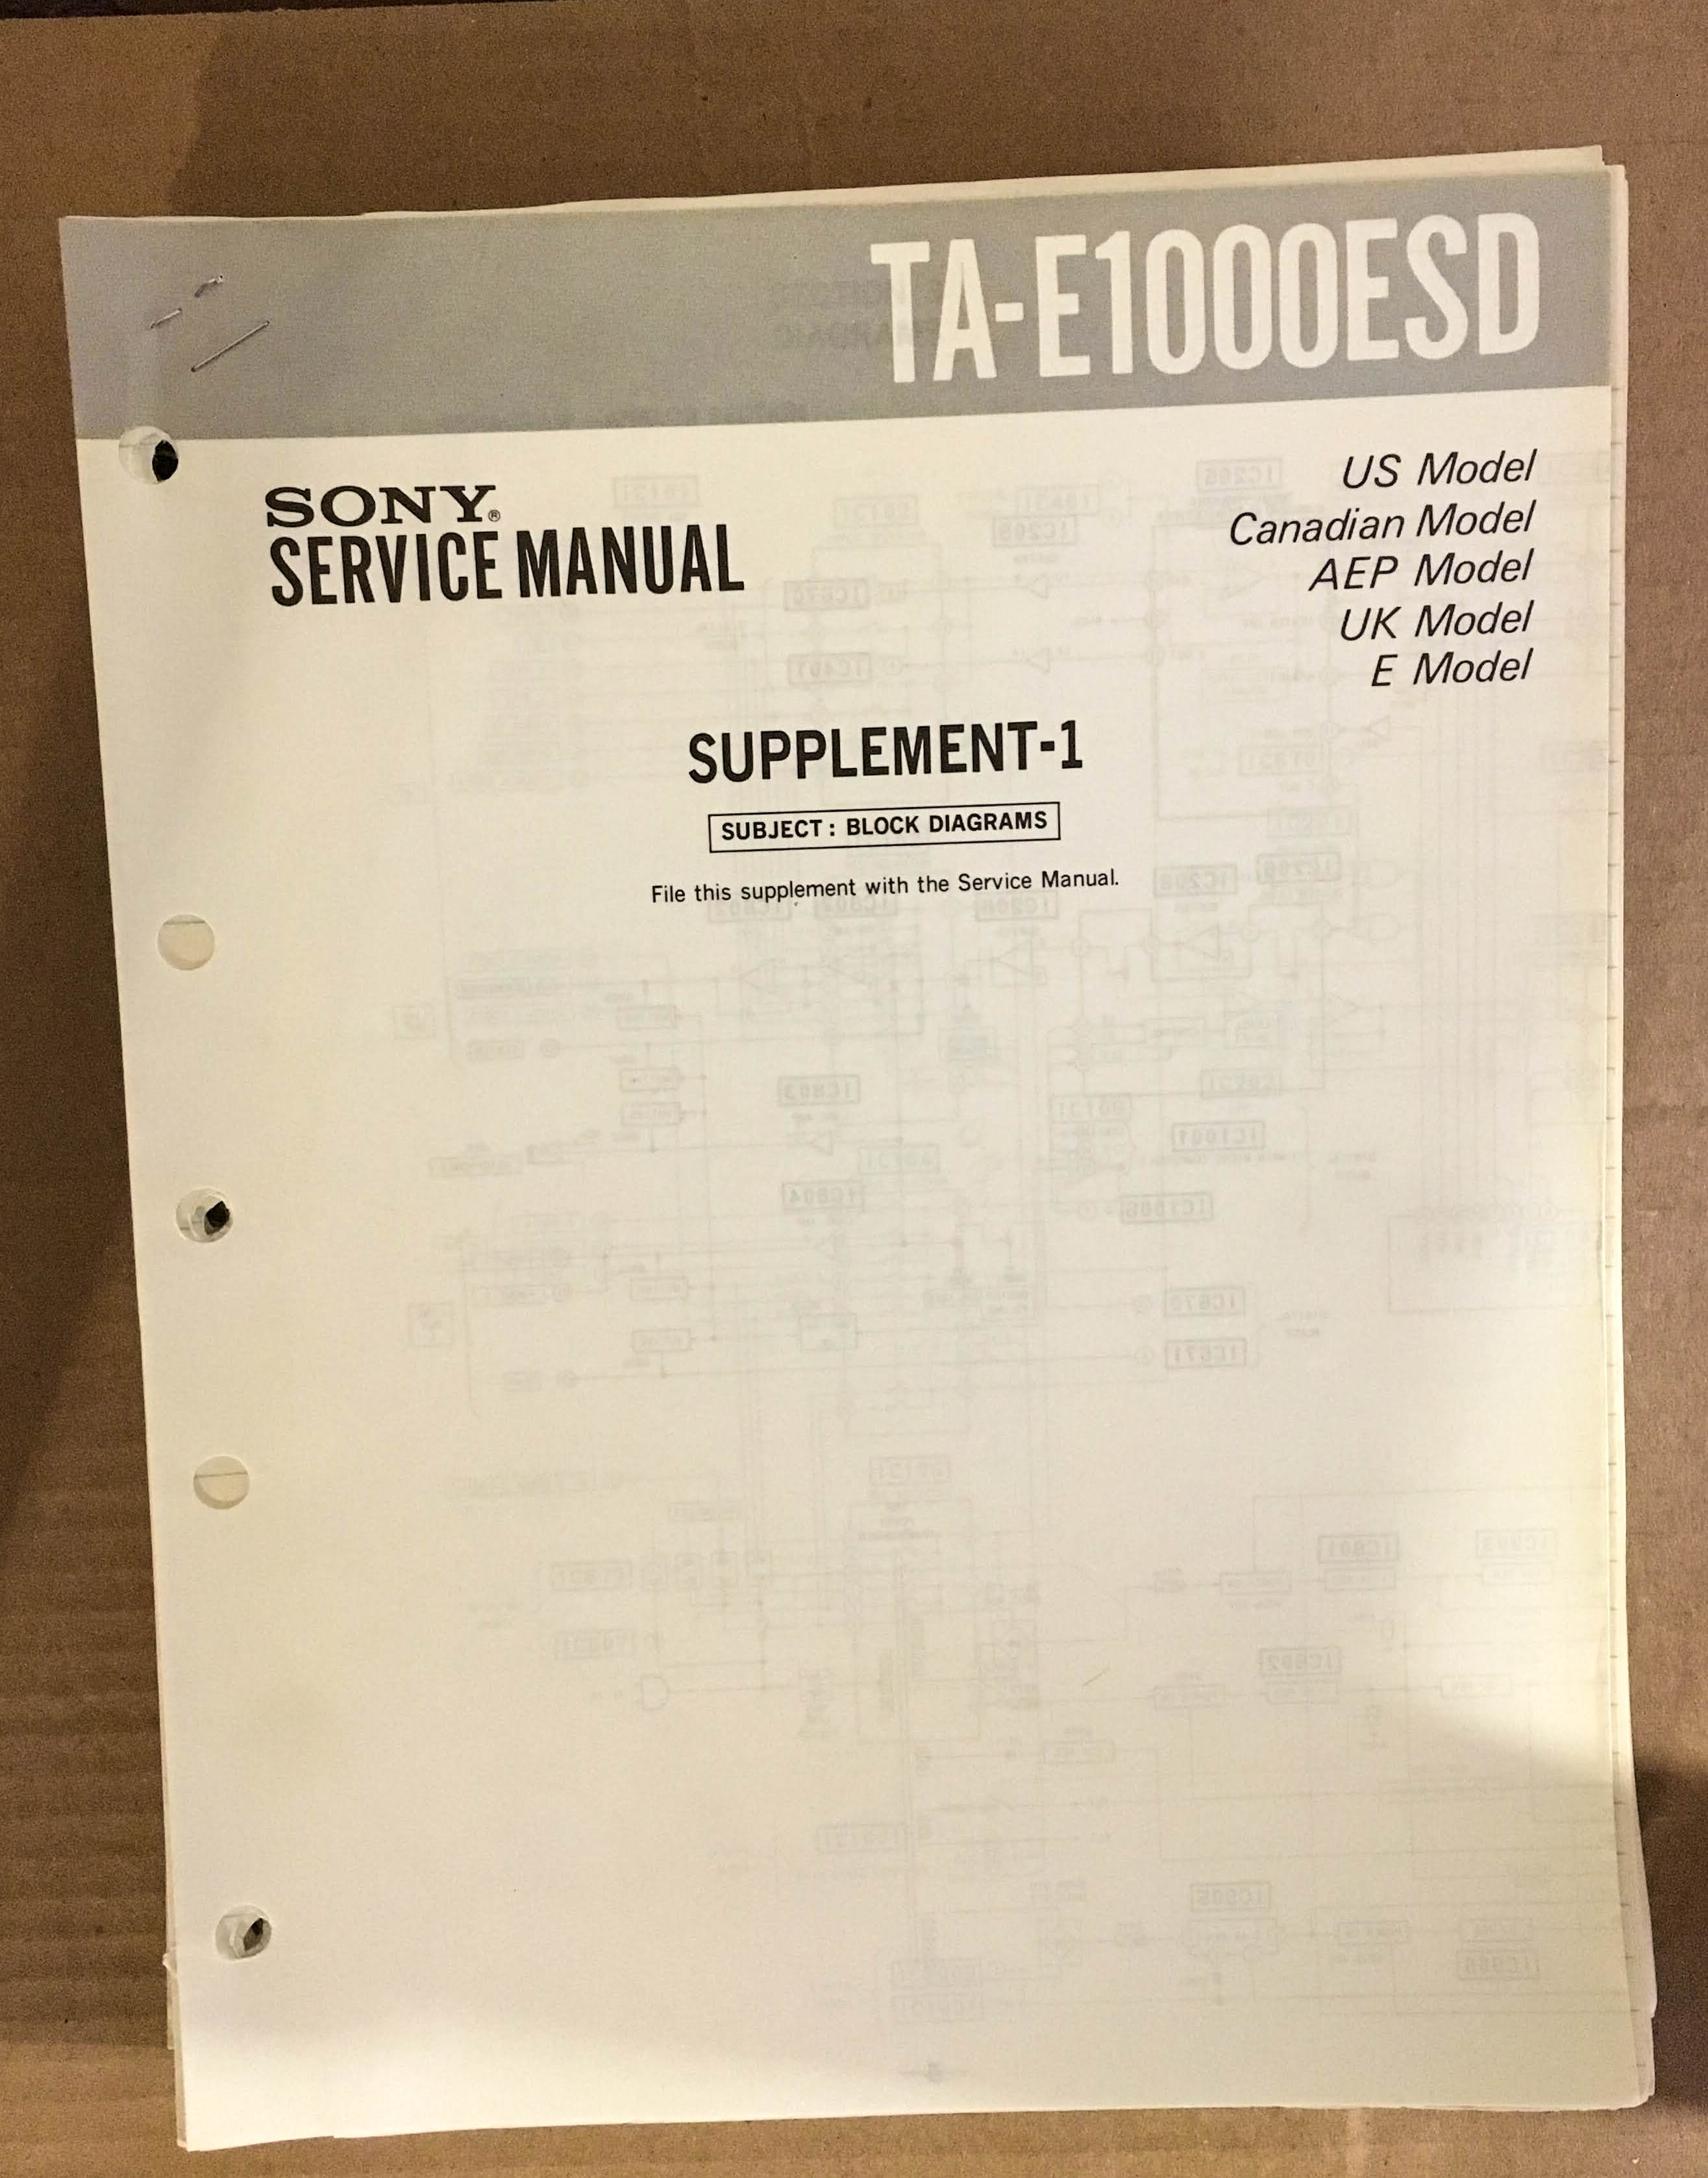 TA-E1000ESD
SONY®
SERVICE MANUAL
US Model
Canadian Model
AEP Model
UK Model
E Model
SUPPLEMENT-1
SUBJECT : BLOCK DIAGRAMS
File this supplement with the Service Manual.